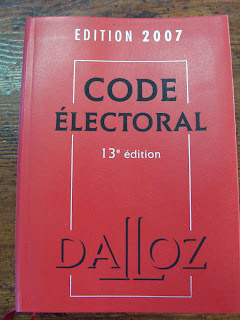 EDITION 2007
CODE
ÉLECTORAL
13e édition
DALLOZ